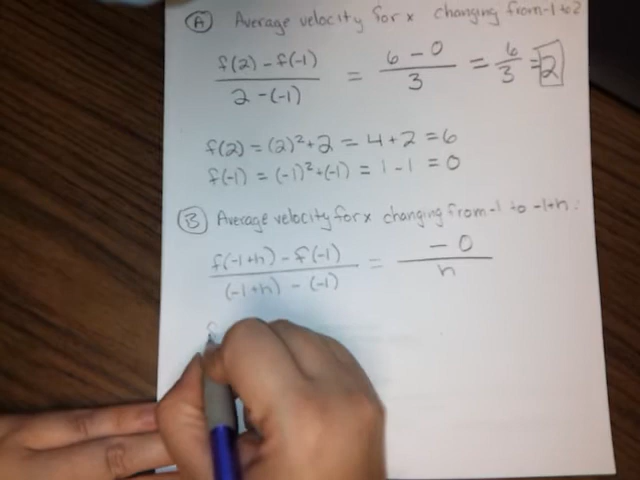 A Average velocity for x changing from -1 to 2
f(2) - f(-1) / 2 - (-1) = 6 - 0 / 3 = 6/3 = 2
f(2) = (2)² + 2 = 4 + 2 = 6
f(-1) = (-1)² + (-1) = 1 - 1 = 0
B Average velocity for x changing from -1 to -1+h:
f(-1+h) - f(-1) / (-1+h) - (-1) = - 0 / h